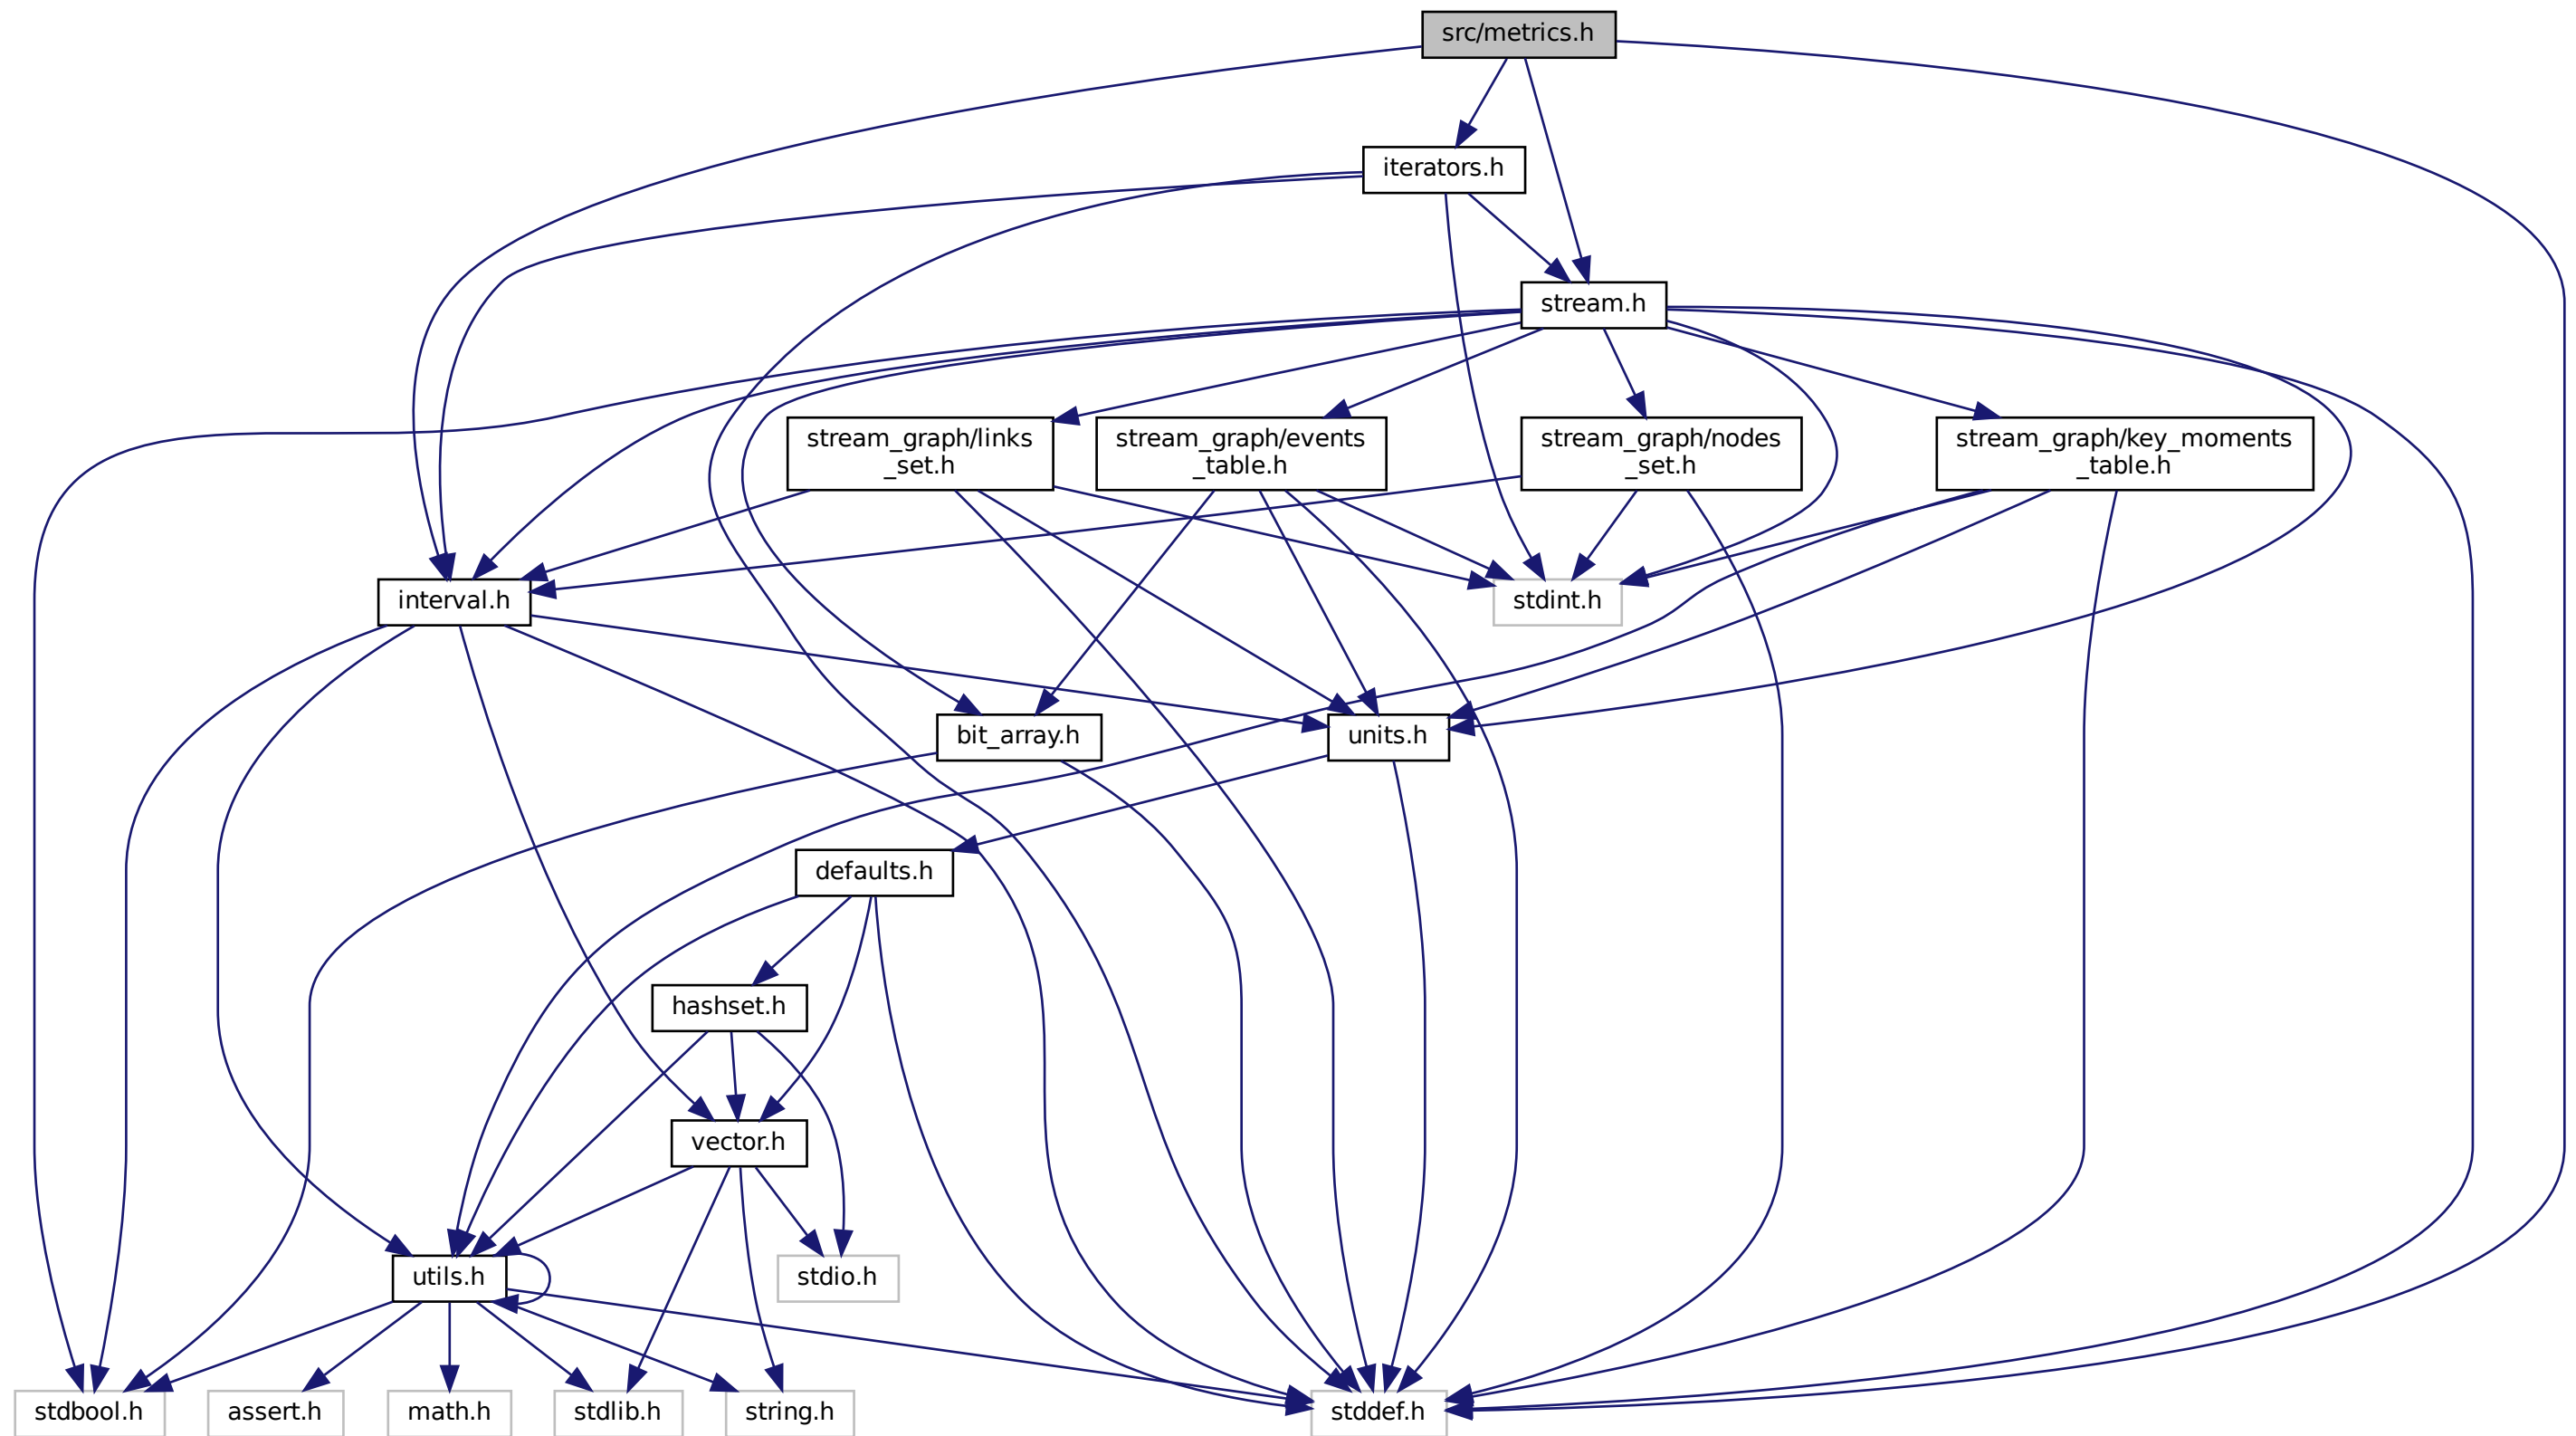 src/metrics.h
iterators.h
stream.h
stream_graph/links
_set.h
stream_graph/events
_table.h
stream_graph/nodes
_set.h
stream_graph/key_moments
_table.h
interval.h
stdint.h
bit_array.h
units.h
defaults.h
hashset.h
vector.h
utils.h
stdio.h
stdbool.h
assert.h
math.h
stdlib.h
string.h
stddef.h